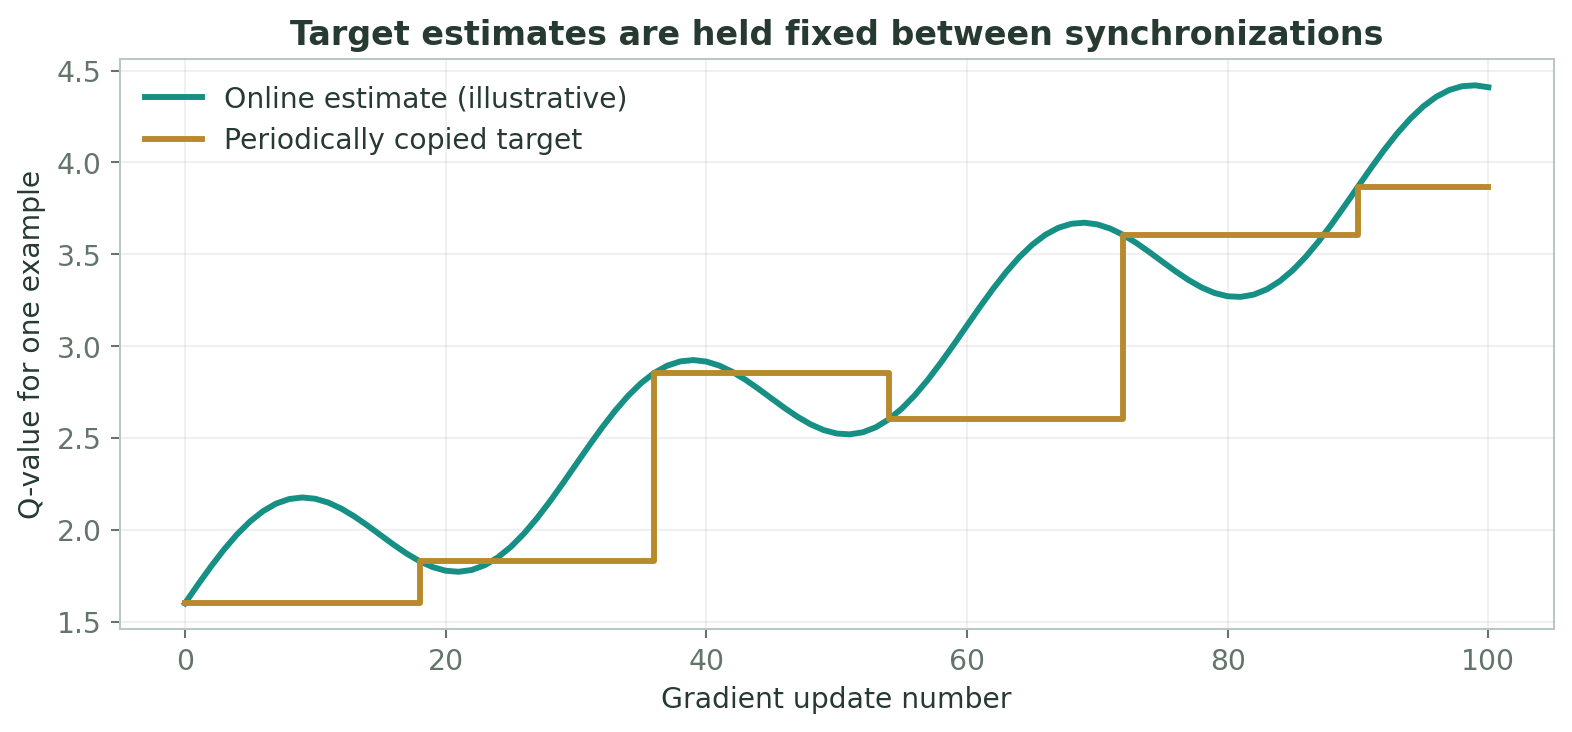 Target estimates are held fixed between synchronizations
Online estimate (illustrative)
Periodically copied target
Q-value for one example
4.5
4.0
3.5
3.0
2.5
2.0
1.5
0 20 40 60 80 100
Gradient update number